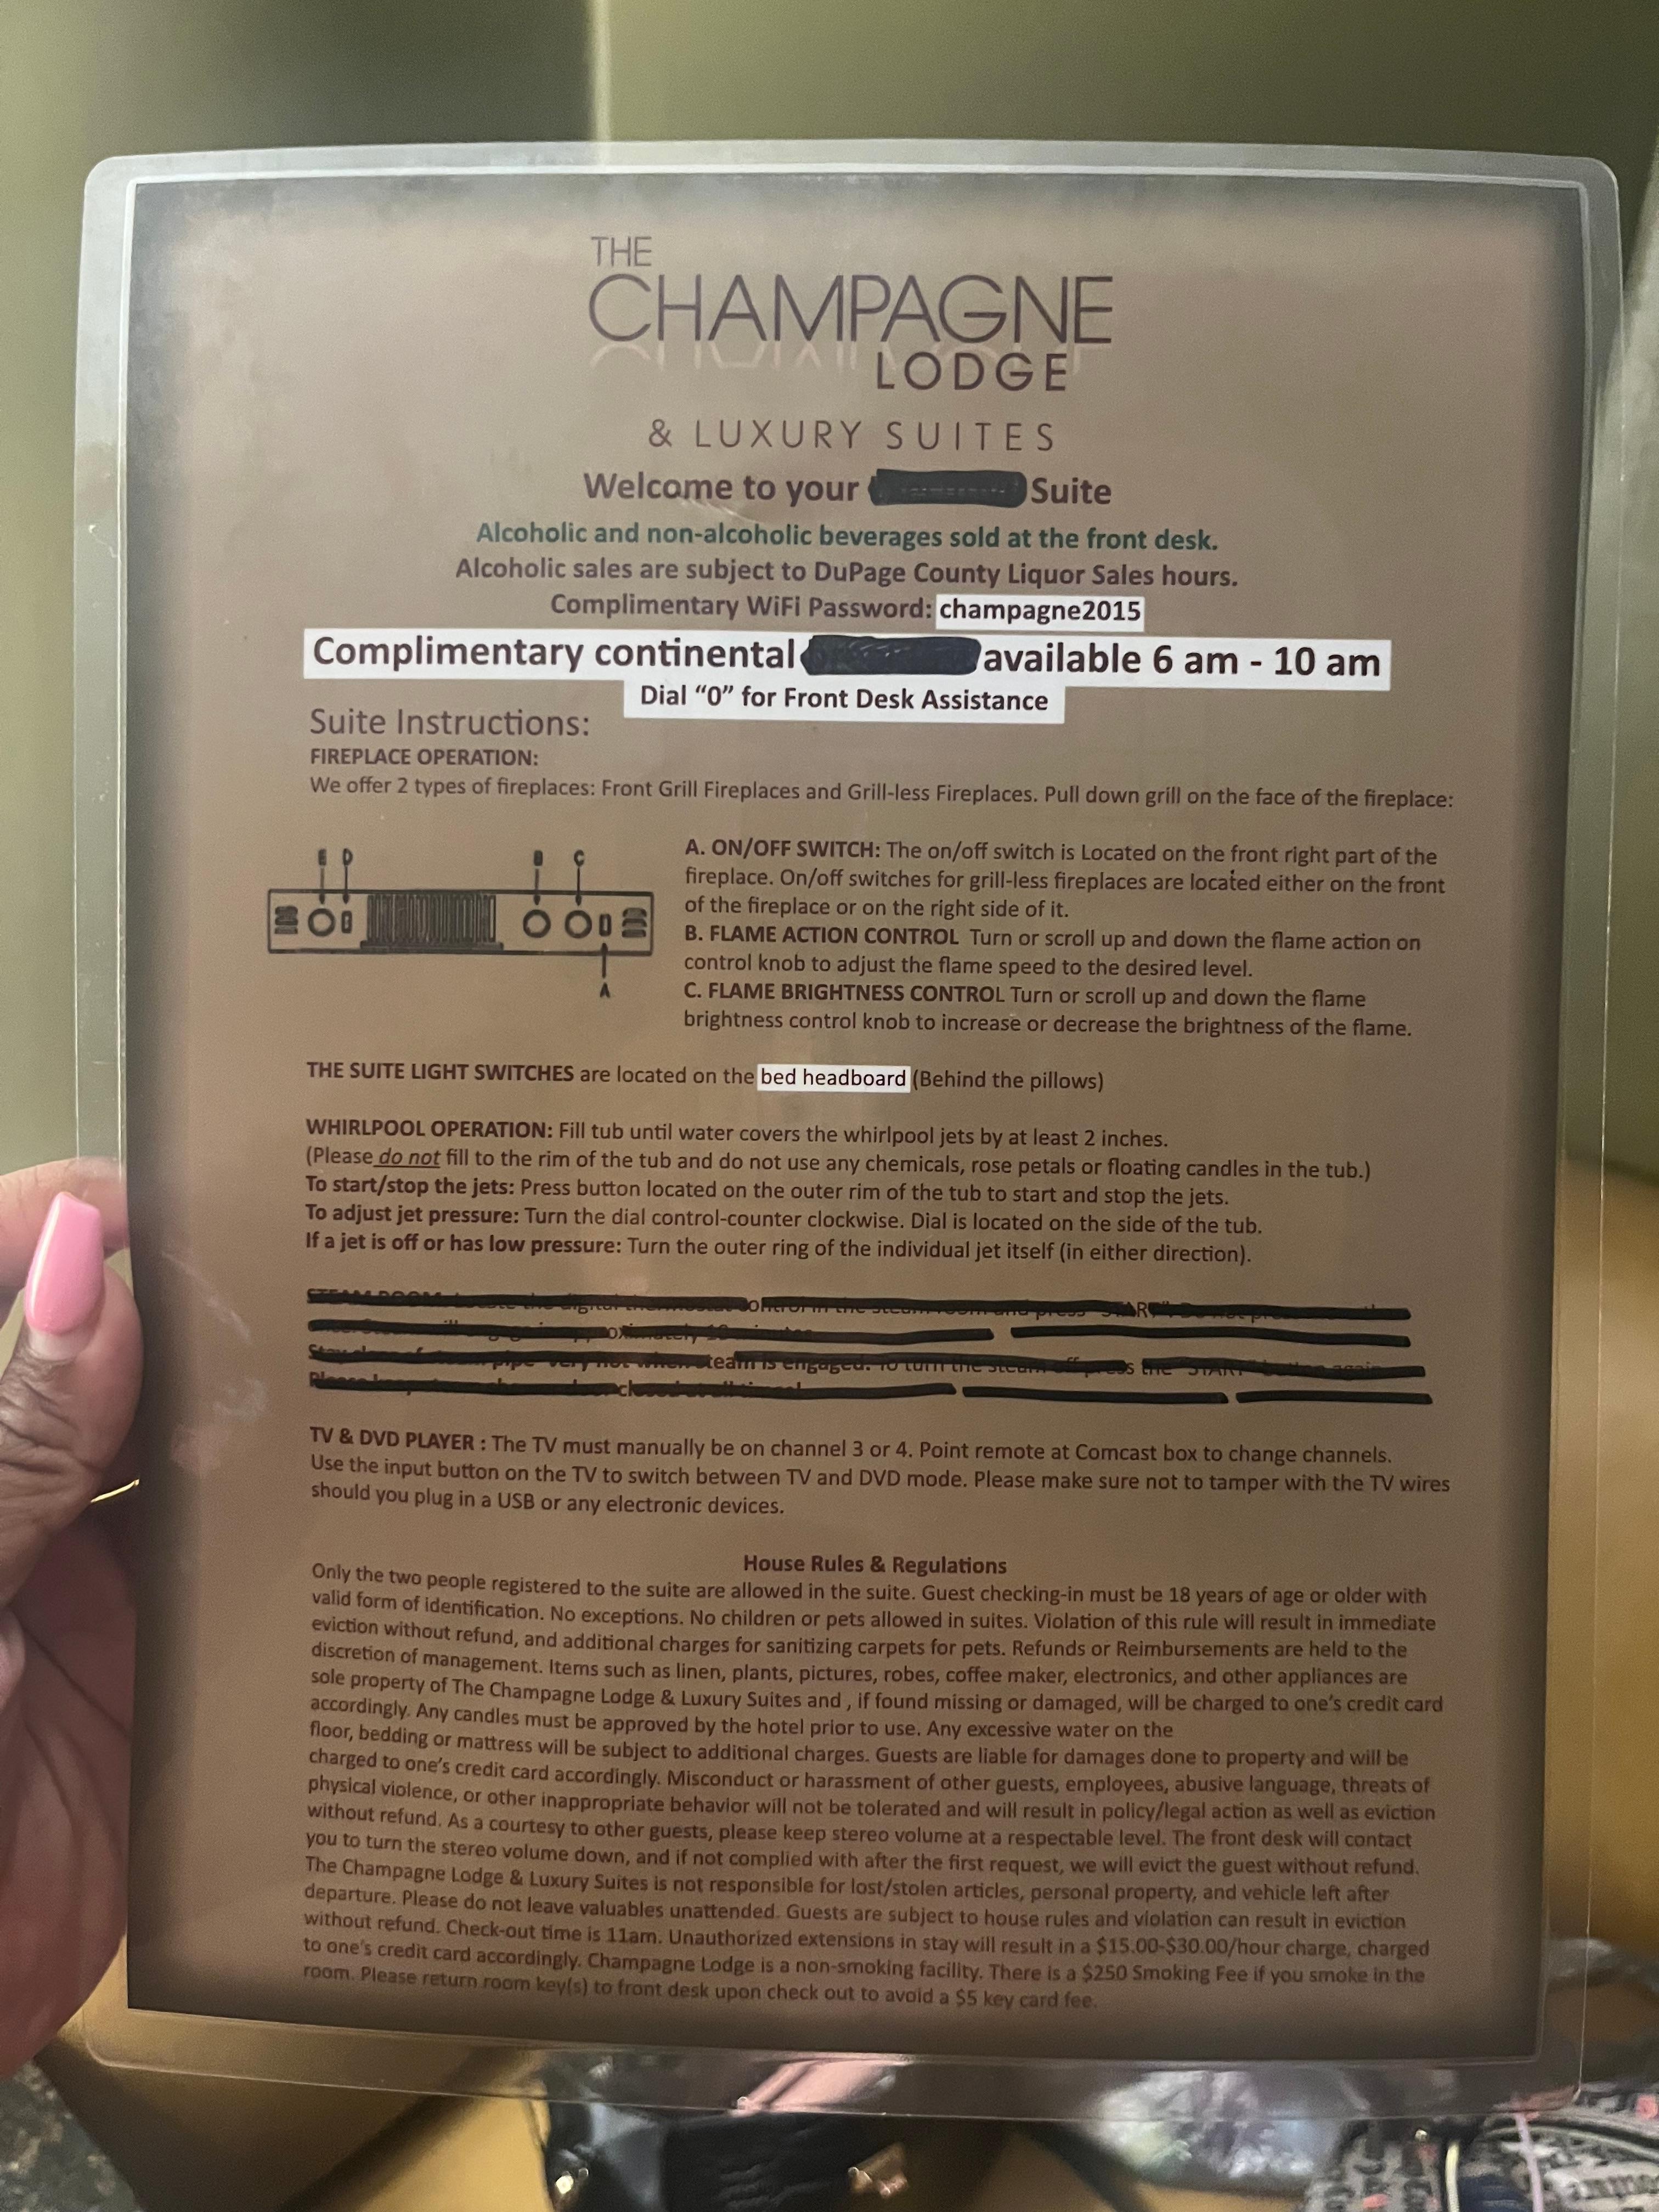 THE
CHAMPAGNE
LODGE
& LUXURY SUITES
Welcome to your Suite
Alcoholic and non-alcoholic beverages sold at the front desk.
Alcoholic sales are subject to DuPage County Liquor Sales hours.
Complimentary WiFi Password: champagne2015
Complimentary continental available 6 am - 10 am
Dial “0” for Front Desk Assistance
Suite Instructions:
FIREPLACE OPERATION:
We offer 2 types of fireplaces: Front Grill Fireplaces and Grill-less Fireplaces. Pull down grill on the face of the fireplace:
E D B C
A
A. ON/OFF SWITCH: The on/off switch is Located on the front right part of the
fireplace. On/off switches for grill-less fireplaces are located either on the front
of the fireplace or on the right side of it.
B. FLAME ACTION CONTROL Turn or scroll up and down the flame action on
control knob to adjust the flame speed to the desired level.
C. FLAME BRIGHTNESS CONTROL Turn or scroll up and down the flame
brightness control knob to increase or decrease the brightness of the flame.
THE SUITE LIGHT SWITCHES are located on the bed headboard (Behind the pillows)
WHIRLPOOL OPERATION: Fill tub until water covers the whirlpool jets by at least 2 inches.
(Please do not fill to the rim of the tub and do not use any chemicals, rose petals or floating candles in the tub.)
To start/stop the jets: Press button located on the outer rim of the tub to start and stop the jets.
To adjust jet pressure: Turn the dial control-counter clockwise. Dial is located on the side of the tub.
If a jet is off or has low pressure: Turn the outer ring of the individual jet itself (in either direction).
TV & DVD PLAYER : The TV must manually be on channel 3 or 4. Point remote at Comcast box to change channels.
Use the input button on the TV to switch between TV and DVD mode. Please make sure not to tamper with the TV wires
should you plug in a USB or any electronic devices.
House Rules & Regulations
Only the two people registered to the suite are allowed in the suite. Guest checking-in must be 18 years of age or older with
valid form of identification. No exceptions. No children or pets allowed in suites. Violation of this rule will result in immediate
eviction without refund, and additional charges for sanitizing carpets for pets. Refunds or Reimbursements are held to the
discretion of management. Items such as linen, plants, pictures, robes, coffee maker, electronics, and other appliances are
sole property of The Champagne Lodge & Luxury Suites and , if found missing or damaged, will be charged to one’s credit card
accordingly. Any candles must be approved by the hotel prior to use. Any excessive water on the
floor, bedding or mattress will be subject to additional charges. Guests are liable for damages done to property and will be
charged to one’s credit card accordingly. Misconduct or harassment of other guests, employees, abusive language, threats of
physical violence, or other inappropriate behavior will not be tolerated and will result in policy/legal action as well as eviction
without refund. As a courtesy to other guests, please keep stereo volume at a respectable level. The front desk will contact
you to turn the stereo volume down, and if not complied with after the first request, we will evict the guest without refund.
The Champagne Lodge & Luxury Suites is not responsible for lost/stolen articles, personal property, and vehicle left after
departure. Please do not leave valuables unattended. Guests are subject to house rules and violation can result in eviction
without refund. Check-out time is 11am. Unauthorized extensions in stay will result in a $15.00-$30.00/hour charge, charged
to one’s credit card accordingly. Champagne Lodge is a non-smoking facility. There is a $250 Smoking Fee if you smoke in the
room. Please return room key(s) to front desk upon check out to avoid a $5 key card fee.